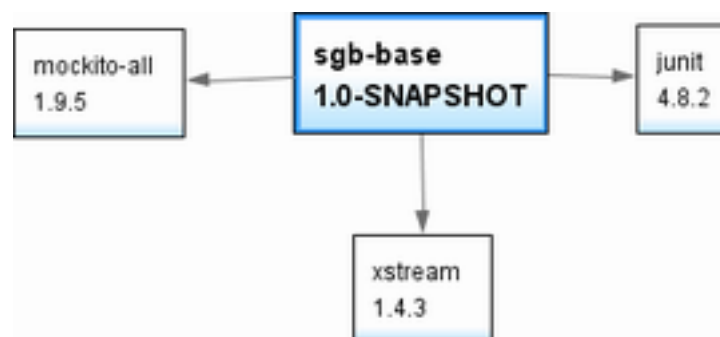 mockito-all
1.9.5
sgb-base
1.0-SNAPSHOT
junit
4.8.2
xstream
1.4.3